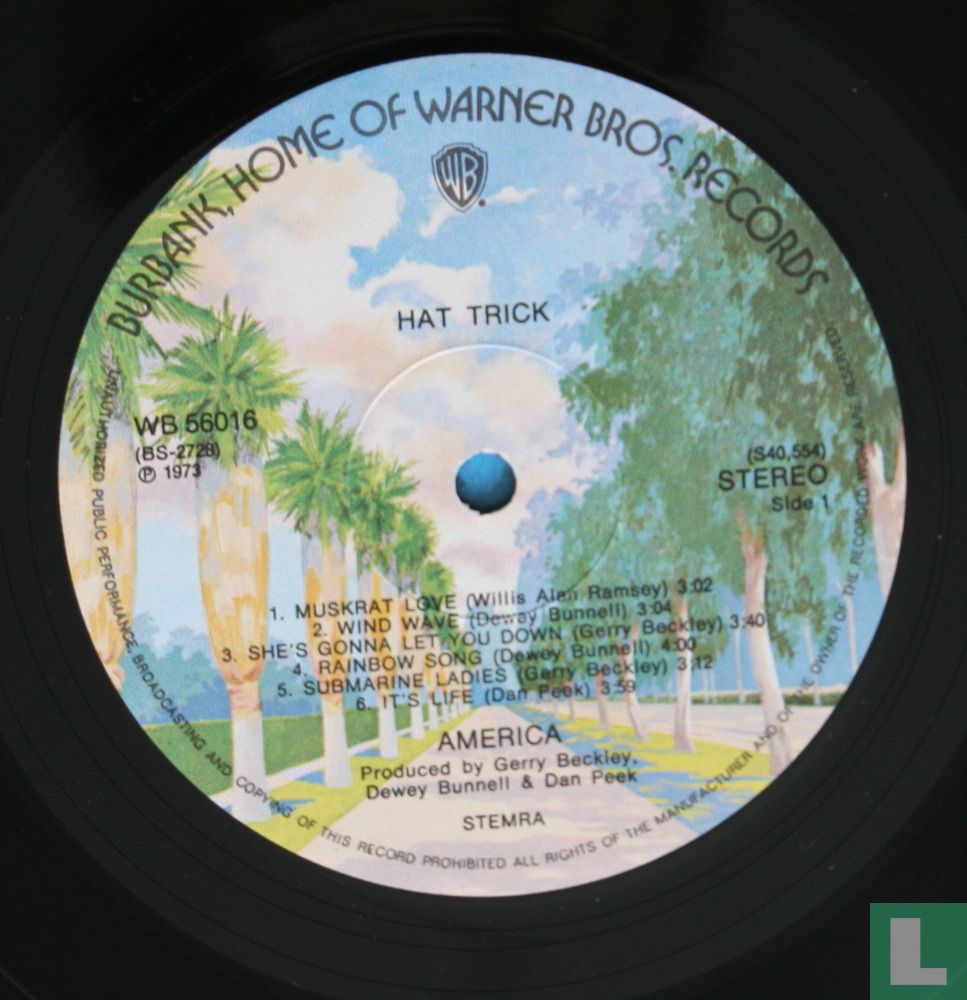 BURBANK, HOME OF WARNER BROS. RECORDS
WB
HAT TRICK
WB 56016
(BS-2728)
℗ 1973
(S40,554)
STEREO
Side 1
1. MUSKRAT LOVE (Willis Alan Ramsey) 3:02
2. WIND WAVE (Dewey Bunnell) 3:04
3. SHE'S GONNA LET YOU DOWN (Gerry Beckley) 3:40
4. RAINBOW SONG (Dewey Bunnell) 4:00
5. SUBMARINE LADIES (Gerry Beckley) 3:12
6. IT'S LIFE (Dan Peek) 3:59
AMERICA
Produced by Gerry Beckley,
Dewey Bunnell & Dan Peek
STEMRA
UNAUTHORIZED PUBLIC PERFORMANCE, BROADCASTING AND COPYING OF THIS RECORD PROHIBITED ALL RIGHTS OF THE MANUFACTURER AND OF THE OWNER OF THE RECORDED WORK ARE RESERVED
L